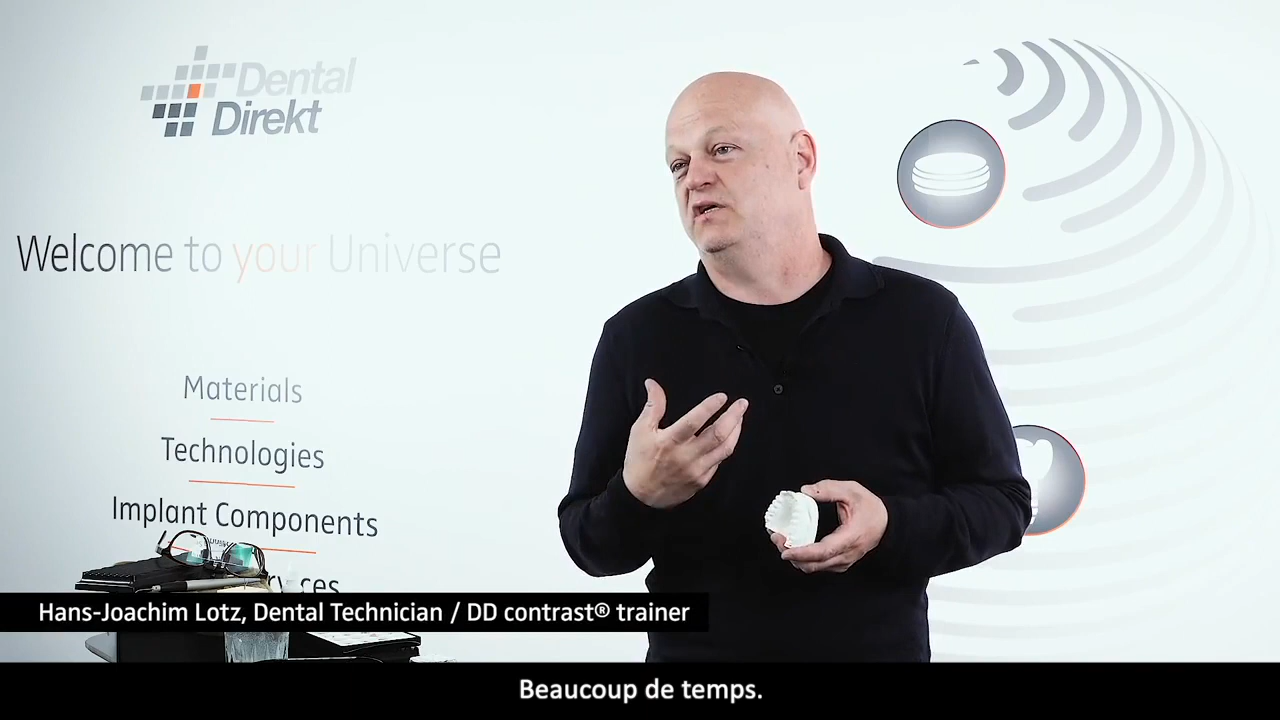 Dental
Direkt
Welcome to your Universe
Materials
Technologies
Implant Components
Hans-Joachim Lotz, Dental Technician / DD contrast® trainer
Beaucoup de temps.